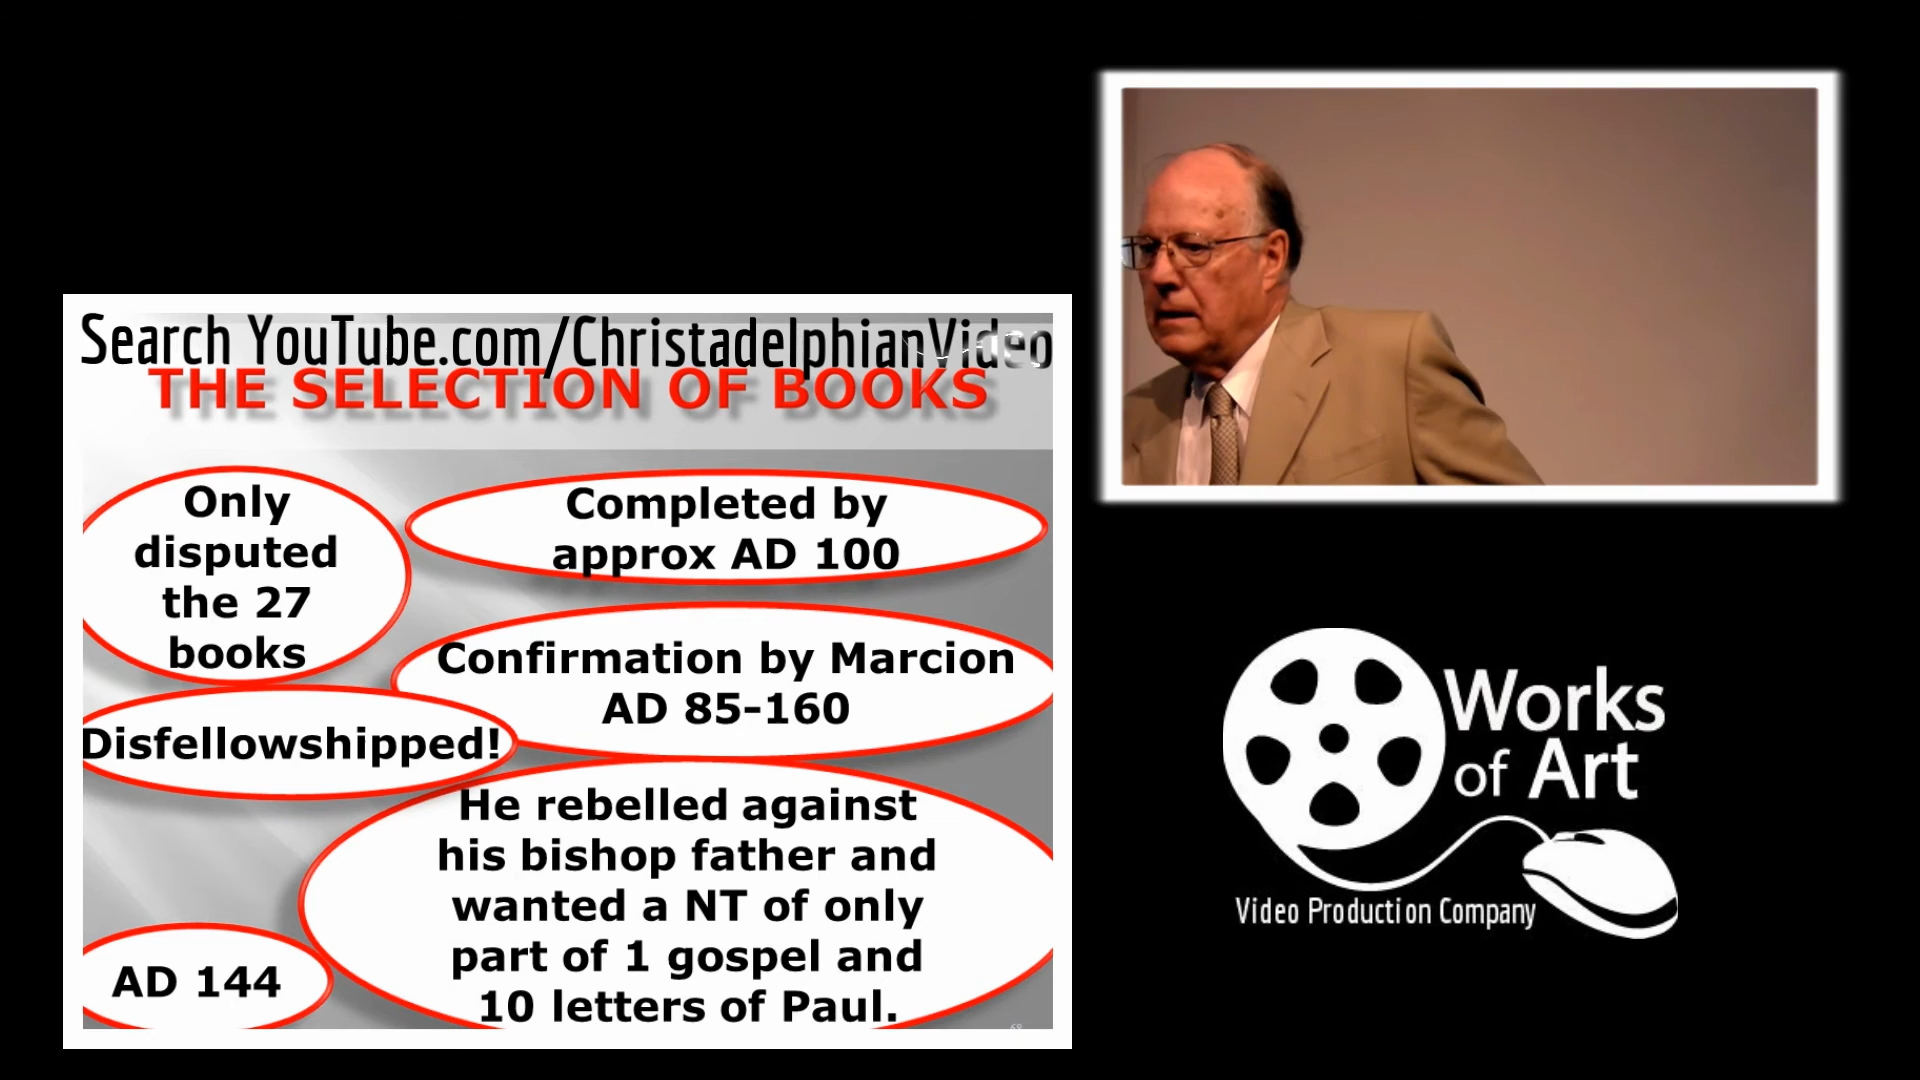 Search YouTube.com/ChristadelphianVideo
THE SELECTION OF BOOKS
Only
disputed
the 27
books
Completed by
approx AD 100
Confirmation by Marcion
AD 85-160
Disfellowshipped!
He rebelled against
his bishop father and
wanted a NT of only
part of 1 gospel and
10 letters of Paul.
AD 144
Works
of Art
Video Production Company